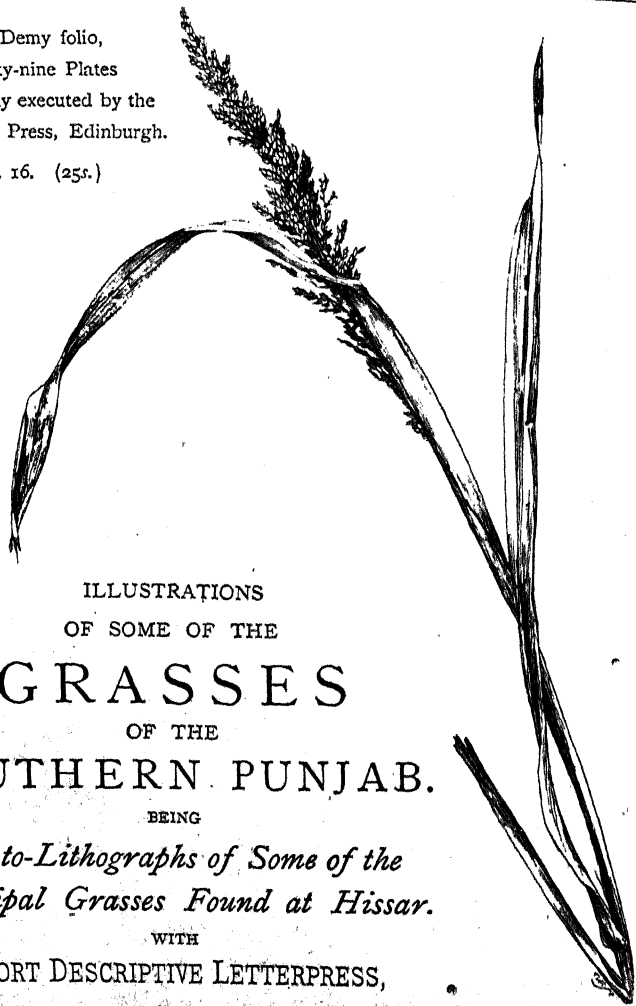 Demy folio,
y-nine Plates
y executed by the
Press, Edinburgh.
. 16. (25s.)
ILLUSTRATIONS
OF SOME OF THE
GRASSES
OF THE
UTHERN PUNJAB.
BEING
to-Lithographs of Some of the
ipal Grasses Found at Hissar.
WITH
ORT DESCRIPTIVE LETTERPRESS,